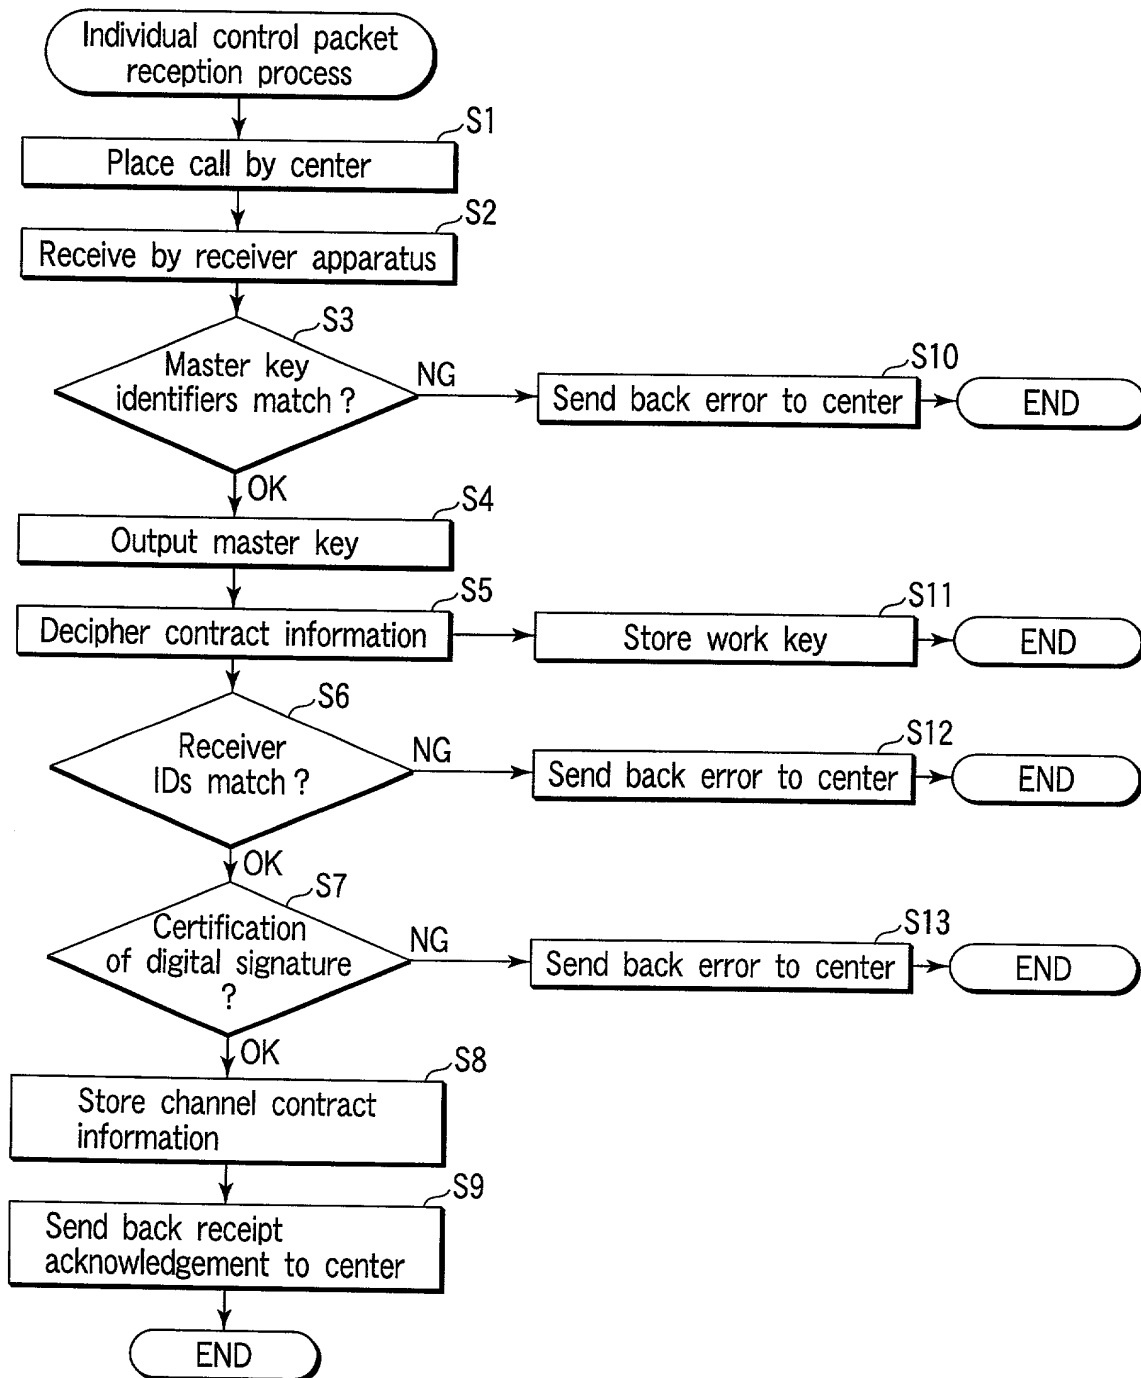 Individual control packet
reception process
S1
Place call by center
S2
Receive by receiver apparatus
S3
Master key
identifiers match ?
NG
S10
Send back error to center
END
OK
S4
Output master key
S5
Decipher contract information
S11
Store work key
END
S6
Receiver
IDs match ?
NG
S12
Send back error to center
END
OK
S7
Certification
of digital signature
?
NG
S13
Send back error to center
END
OK
S8
Store channel contract
information
S9
Send back receipt
acknowledgement to center
END